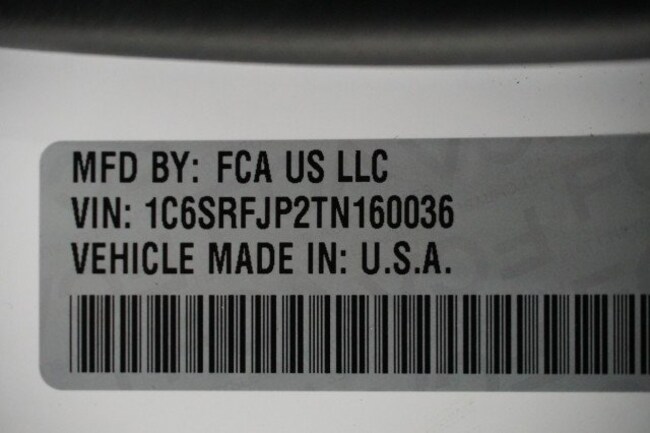 MFD BY: FCA US LLC
VIN: 1C6SRFJP2TN160036
VEHICLE MADE IN: U.S.A.